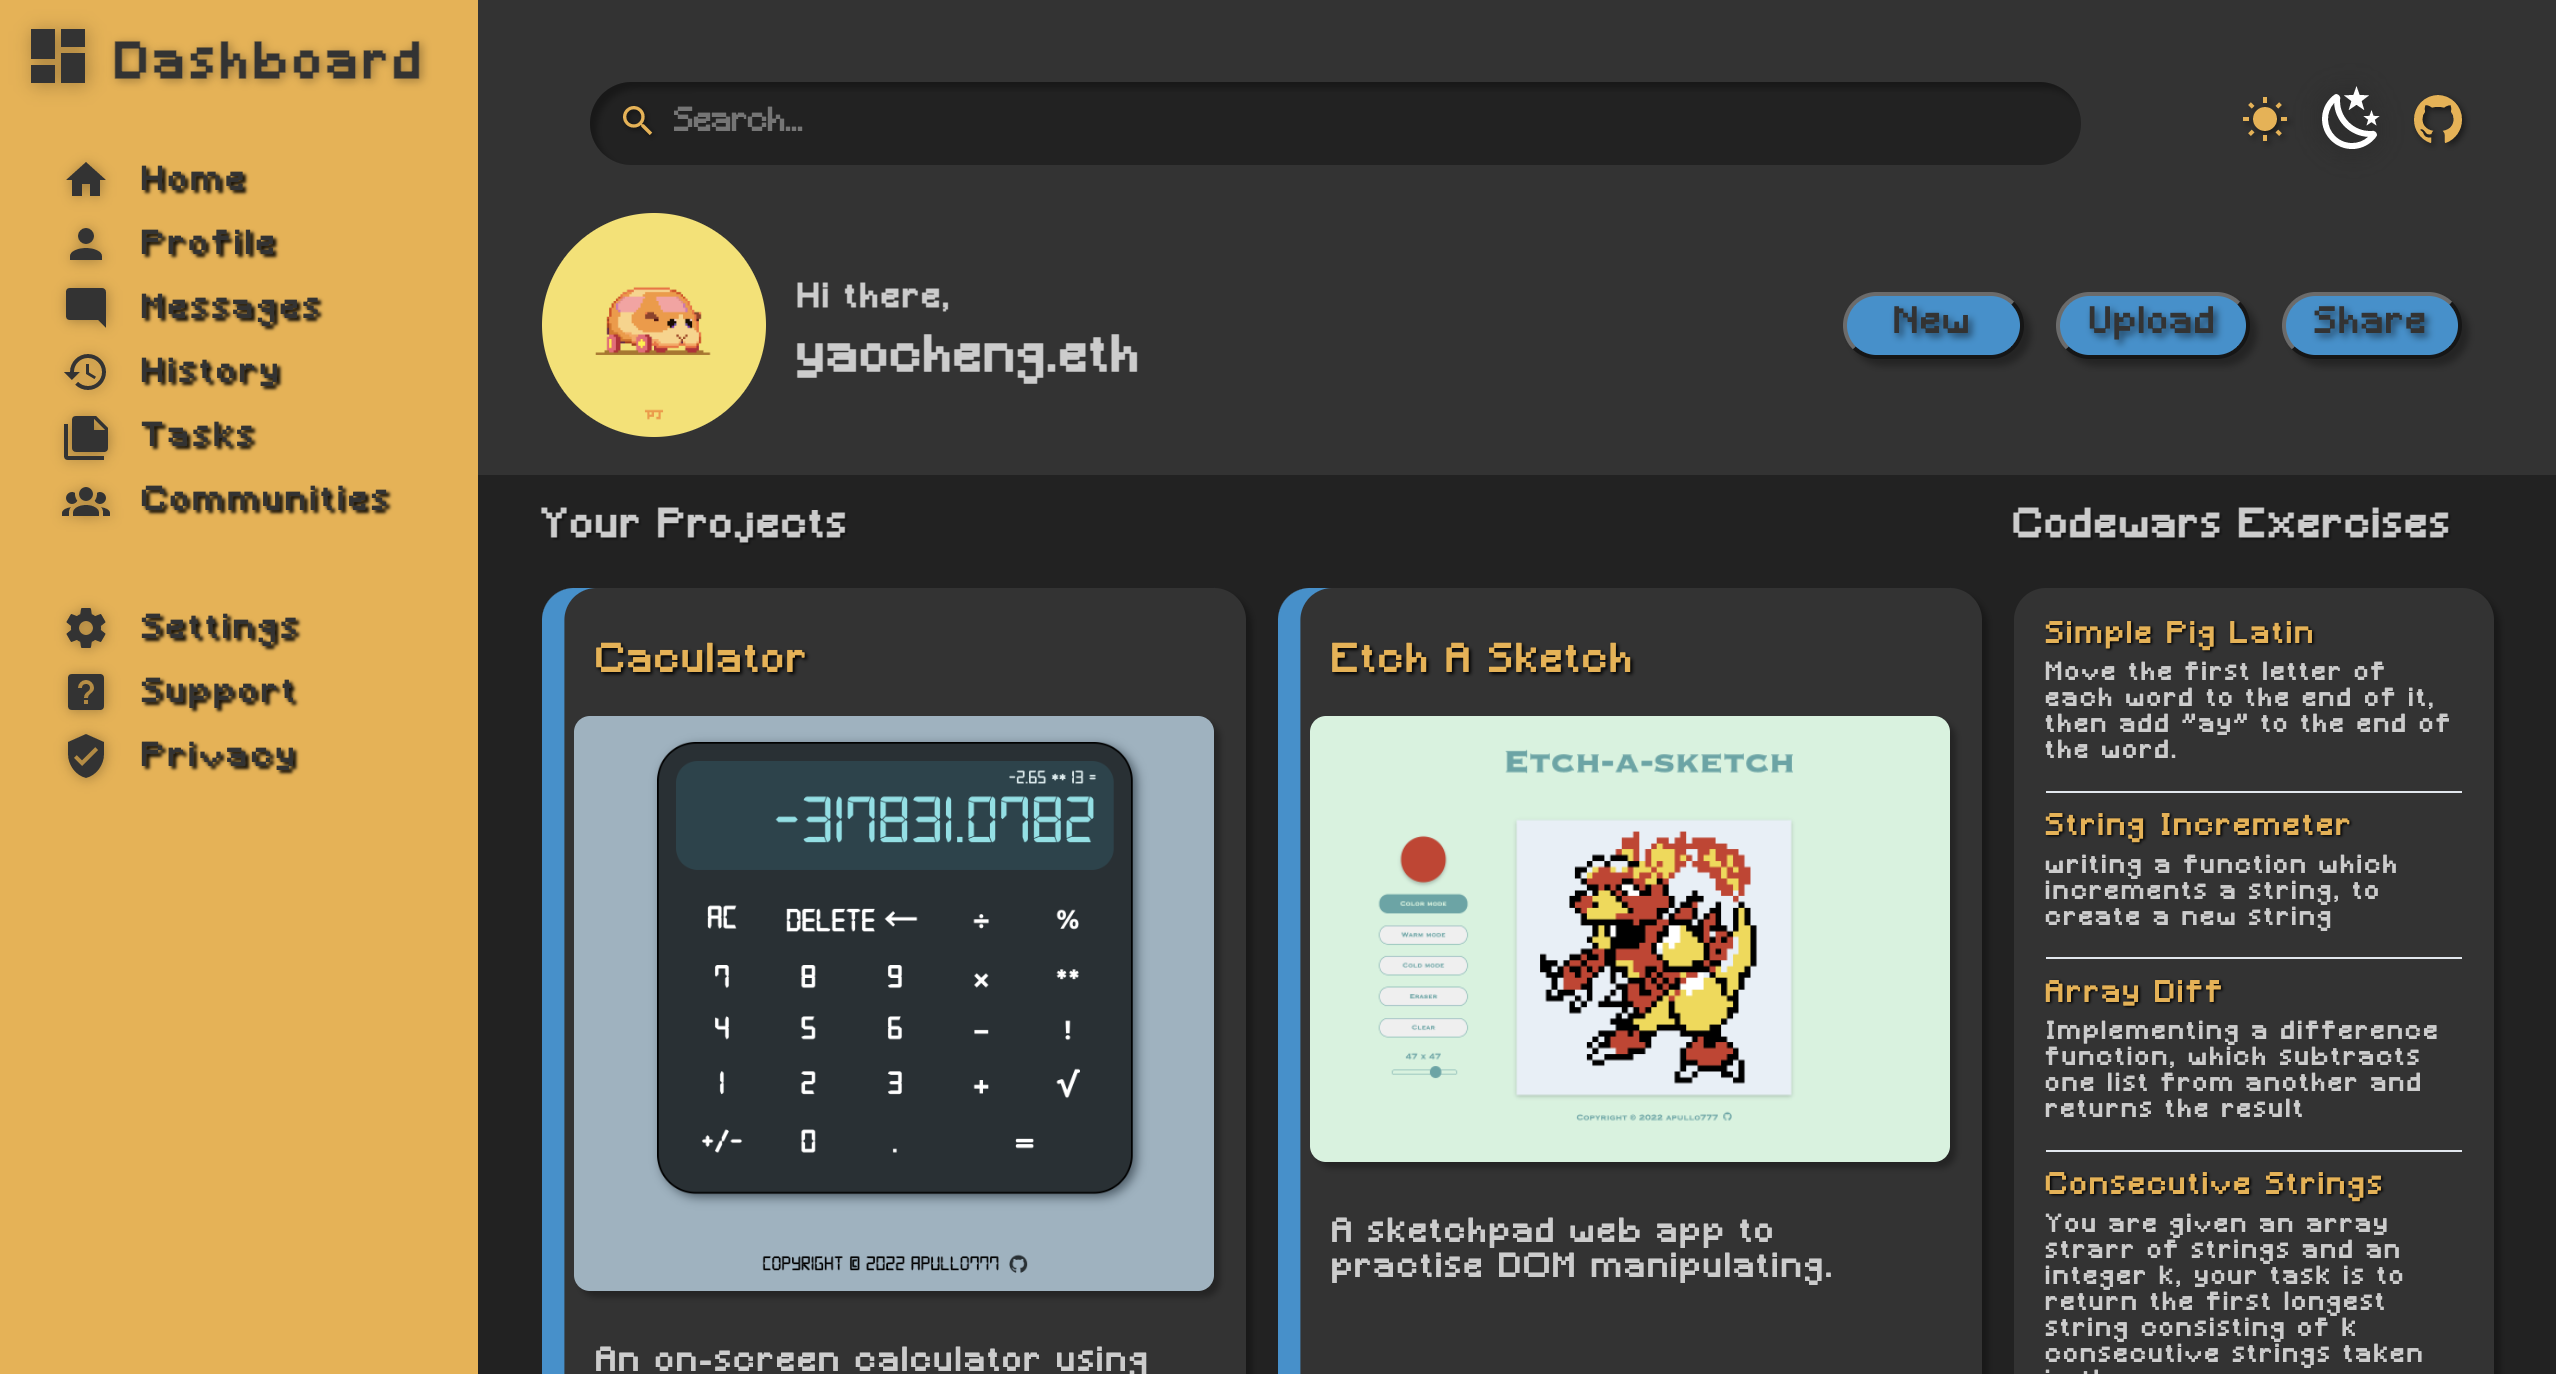 Dashboard
Home
Profile
Messages
History
Tasks
Communities
Settings
Support
Privacy
Search...
Hi there,
yaocheng.eth
New
Upload
Share
Your Projects
Caculator
-2.65 ** 13 =
-317831.0782
AC DELETE ← ÷ %
7 8 9 × **
4 5 6 - !
1 2 3 + √
+/- 0 . =
COPYRIGHT © 2022 APULLO777
An on-screen calculator using
Etch A Sketch
ETCH-A-SKETCH
COLOR MODE
WARM MODE
COLD MODE
ERASER
CLEAR
47 X 47
COPYRIGHT © 2022 APULLO777
A sketchpad web app to
practise DOM manipulating.
Codewars Exercises
Simple Pig Latin
Move the first letter of
each word to the end of it,
then add "ay" to the end of
the word.
String Incremeter
writing a function which
increments a string, to
create a new string
Array Diff
Implementing a difference
function, which subtracts
one list from another and
returns the result
Consecutive Strings
You are given an array
strarr of strings and an
integer k, your task is to
return the first longest
string consisting of k
consecutive strings taken